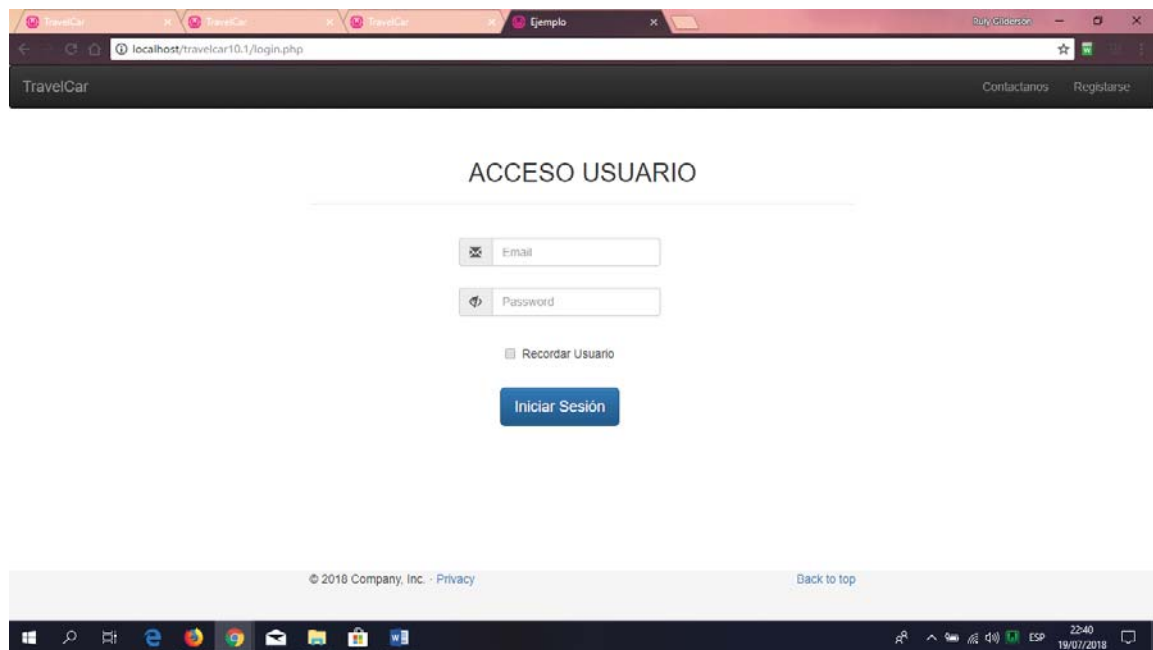 TravelCar TravelCar TravelCar Ejemplo
localhost/travelcar10.1/login.php
TravelCar Contactanos Registarse
ACCESO USUARIO
Email
Password
Recordar Usuario
Iniciar Sesión
© 2018 Company, Inc. · Privacy Back to top
ESP 22:40
19/07/2018